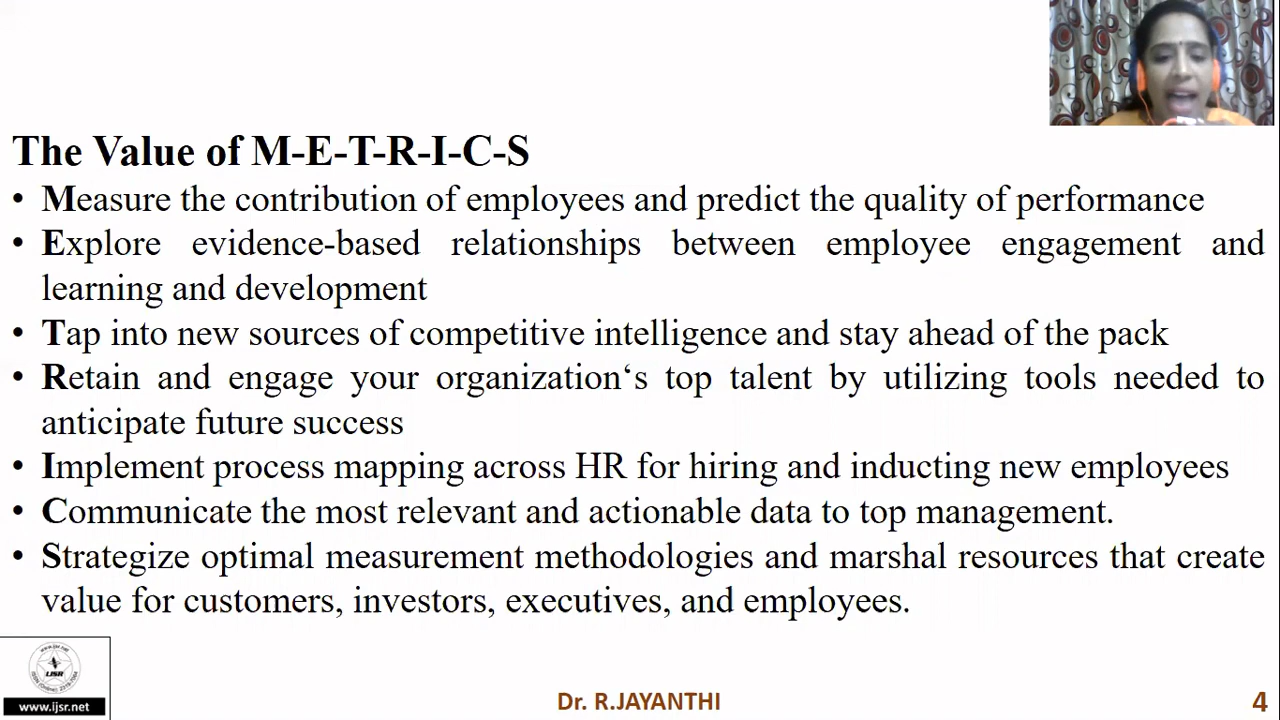 The Value of M-E-T-R-I-C-S
• Measure the contribution of employees and predict the quality of performance
• Explore evidence-based relationships between employee engagement and
learning and development
• Tap into new sources of competitive intelligence and stay ahead of the pack
• Retain and engage your organization‘s top talent by utilizing tools needed to
anticipate future success
• Implement process mapping across HR for hiring and inducting new employees
• Communicate the most relevant and actionable data to top management.
• Strategize optimal measurement methodologies and marshal resources that create
value for customers, investors, executives, and employees.
IJSR
www.ijsr.net
Dr. R.JAYANTHI
4